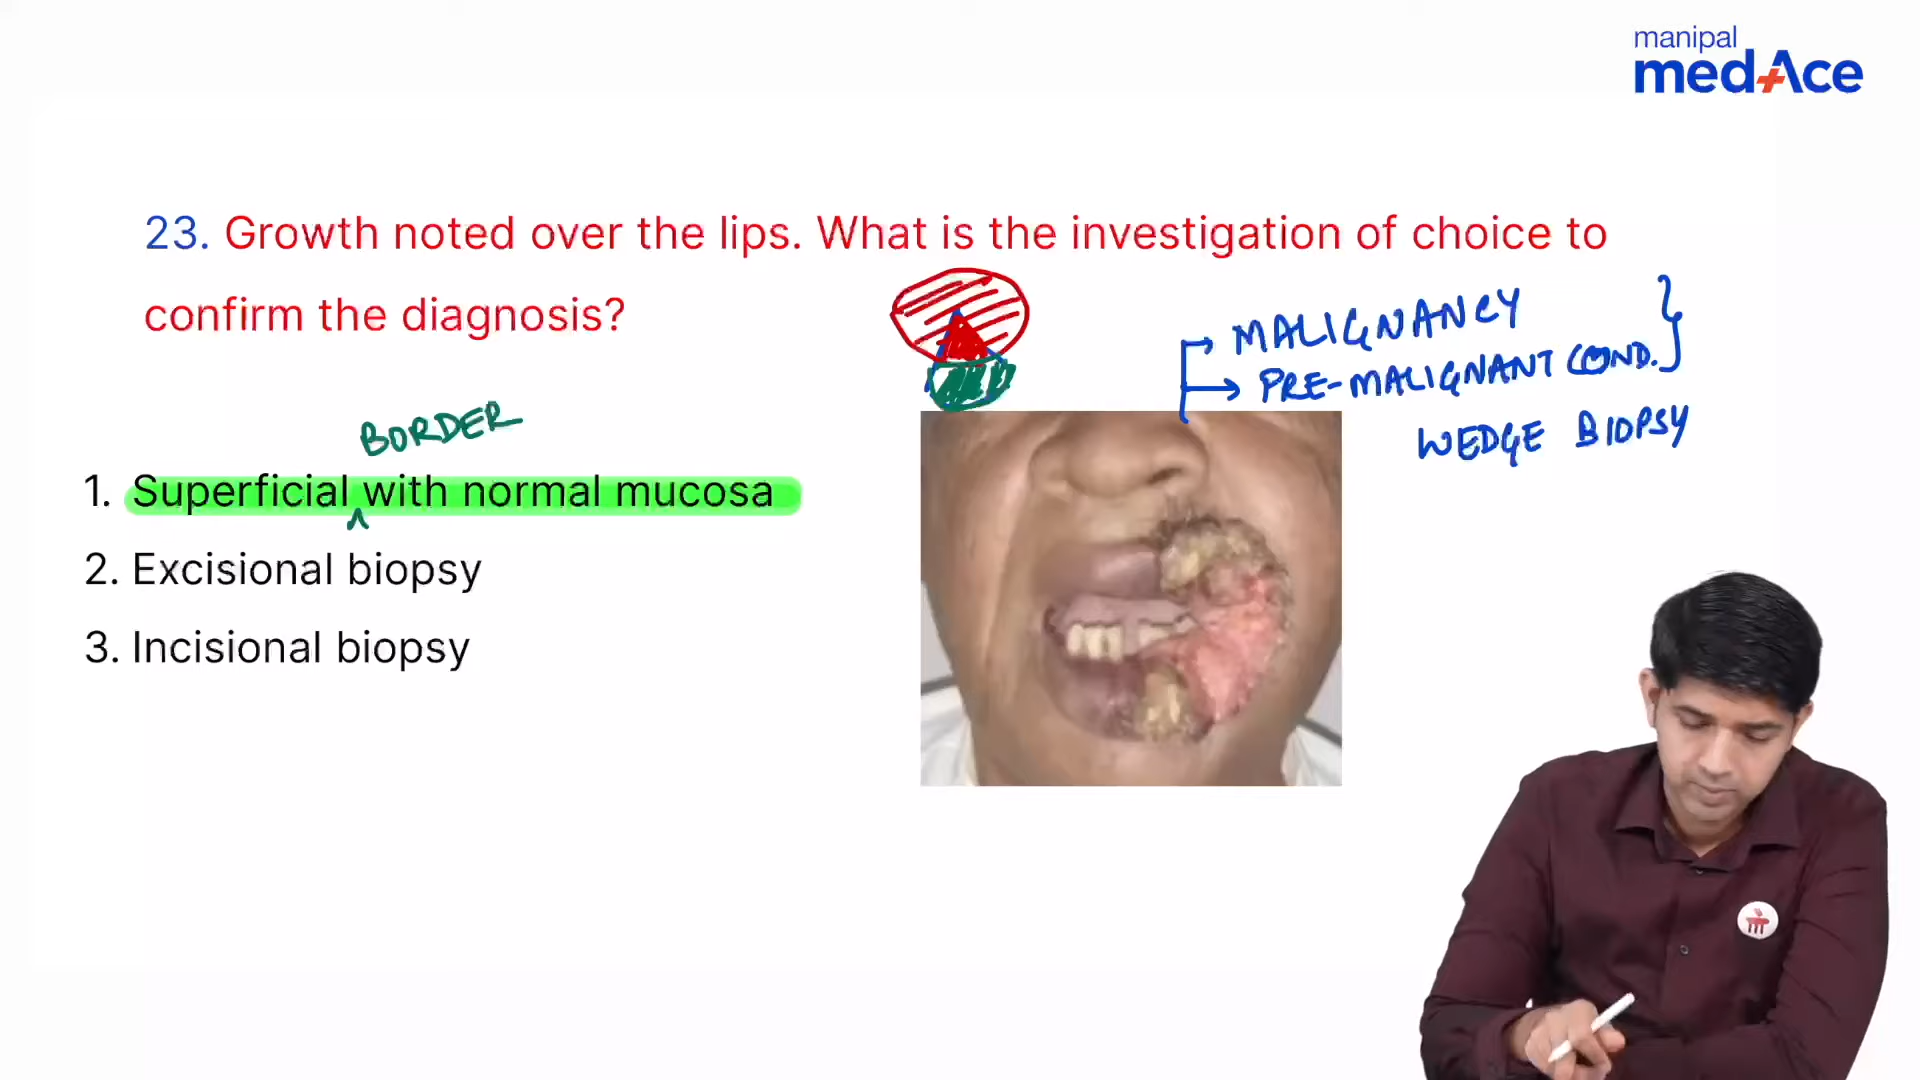 manipal
medAce
23. Growth noted over the lips. What is the investigation of choice to
confirm the diagnosis?
MALIGNANCY
PRE-MALIGNANT COND.
WEDGE BIOPSY
BORDER
1. Superficial with normal mucosa
2. Excisional biopsy
3. Incisional biopsy